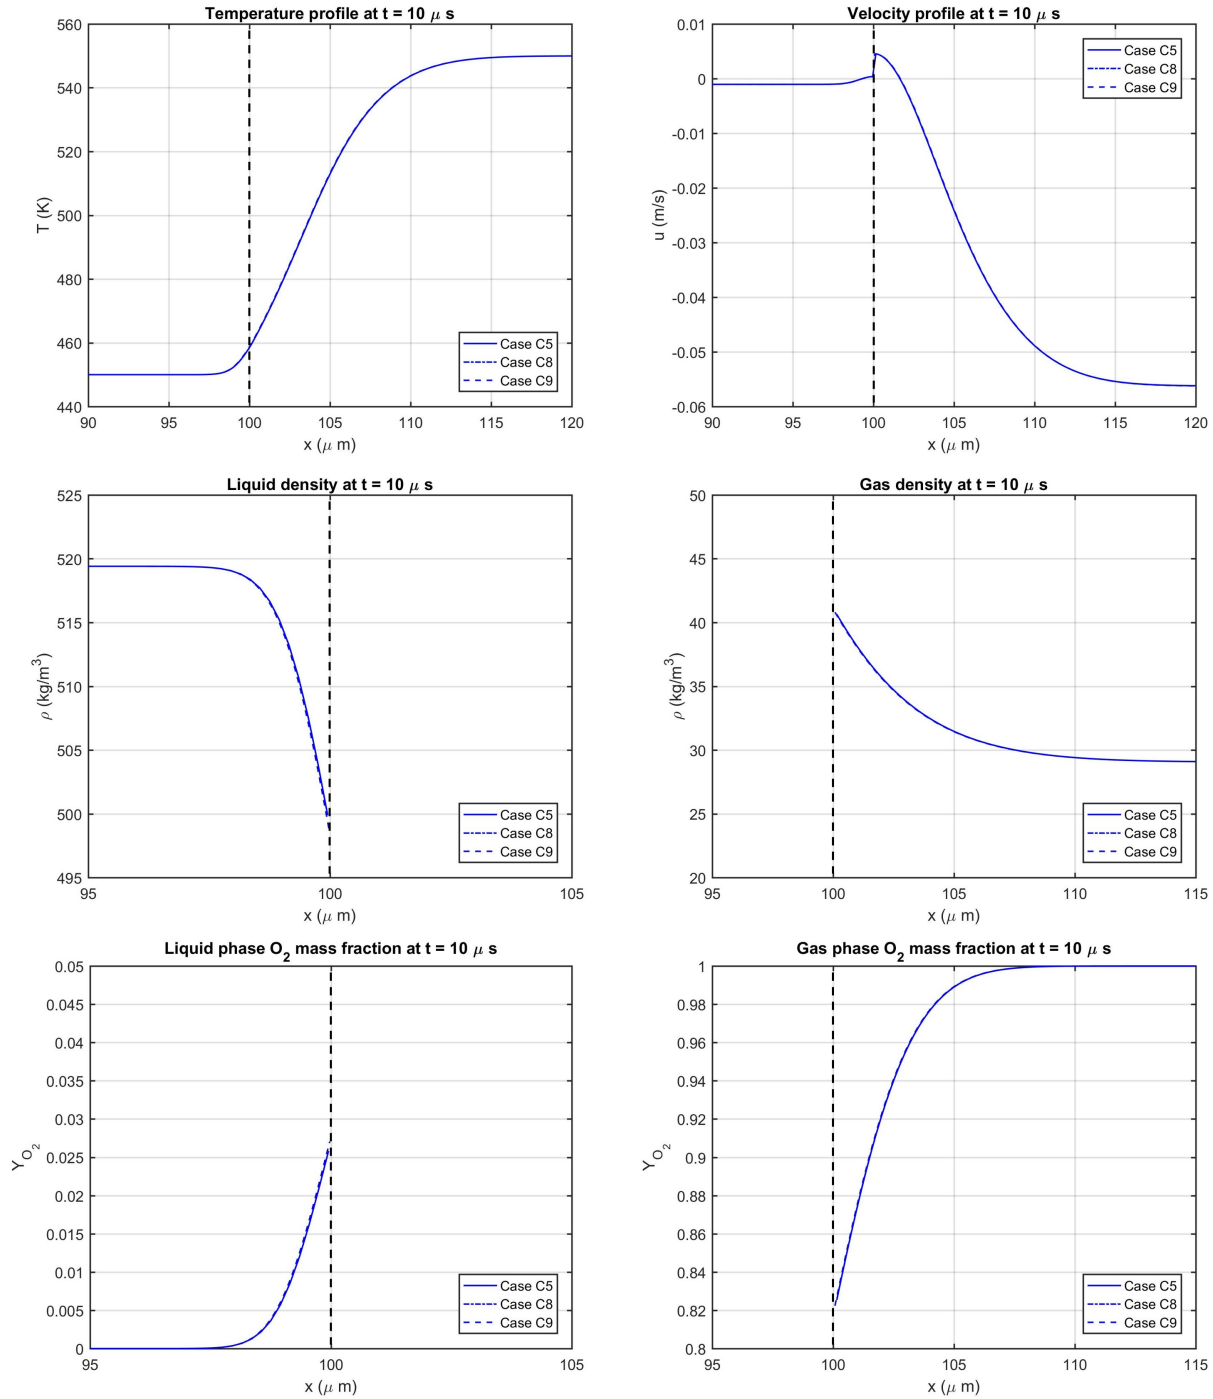 Temperature profile at t = 10 μ s
560
540
520
500
480
460
440
T (K)
90 95 100 105 110 115 120
x (μ m)
Case C5
Case C8
Case C9
Velocity profile at t = 10 μ s
0.01
0
-0.01
-0.02
-0.03
-0.04
-0.05
-0.06
u (m/s)
90 95 100 105 110 115 120
x (μ m)
Case C5
Case C8
Case C9
Liquid density at t = 10 μ s
525
520
515
510
505
500
495
ρ (kg/m³)
95 100 105
x (μ m)
Case C5
Case C8
Case C9
Gas density at t = 10 μ s
50
45
40
35
30
25
20
ρ (kg/m³)
95 100 105 110 115
x (μ m)
Case C5
Case C8
Case C9
Liquid phase O₂ mass fraction at t = 10 μ s
0.05
0.045
0.04
0.035
0.03
0.025
0.02
0.015
0.01
0.005
0
Y_O₂
95 100 105
x (μ m)
Case C5
Case C8
Case C9
Gas phase O₂ mass fraction at t = 10 μ s
1
0.98
0.96
0.94
0.92
0.9
0.88
0.86
0.84
0.82
0.8
Y_O₂
95 100 105 110 115
x (μ m)
Case C5
Case C8
Case C9